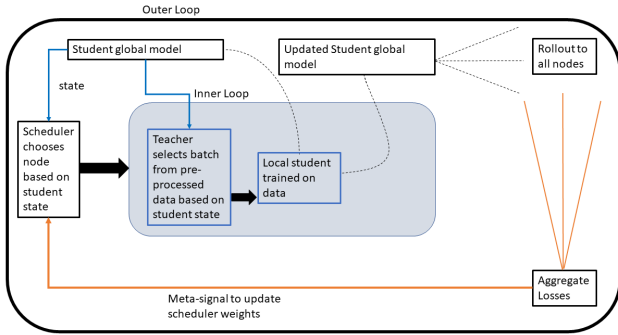 Outer Loop
Student global model
Updated Student global
model
Rollout to
all nodes
state
Inner Loop
Scheduler
chooses
node
based on
student
state
Teacher
selects batch
from pre-
processed
data based on
student state
Local student
trained on
data
Aggregate
Losses
Meta-signal to update
scheduler weights